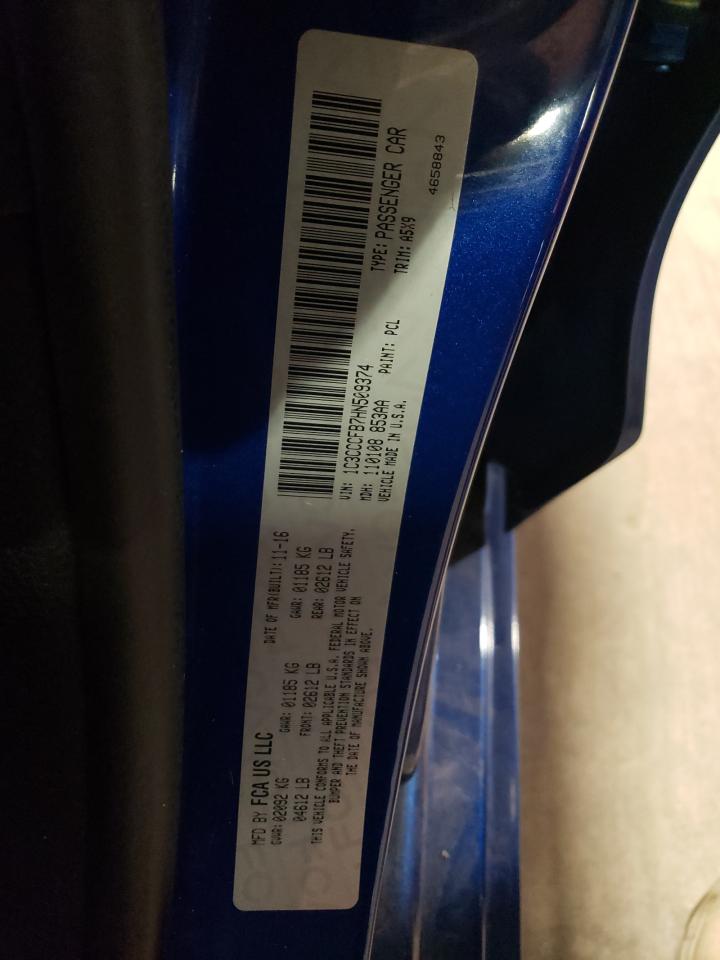 MFD BY FCA US LLC
DATE OF MFR(BUILT): 11-16
GVWR: 02092 KG
GAWR: 01185 KG
GAWR: 01185 KG
04612 LB
FRONT: 02612 LB
REAR: 02612 LB
THIS VEHICLE CONFORMS TO ALL APPLICABLE U.S.A. FEDERAL MOTOR VEHICLE SAFETY,
BUMPER AND THEFT PREVENTION STANDARDS IN EFFECT ON
THE DATE OF MANUFACTURE SHOWN ABOVE.
VIN: 1C3CCCFB7HN509374
TYPE: PASSENGER CAR
MDH: 110108 853AA
VEHICLE MADE IN U.S.A.
PAINT: PCL
TRIM: A5X9
4658843